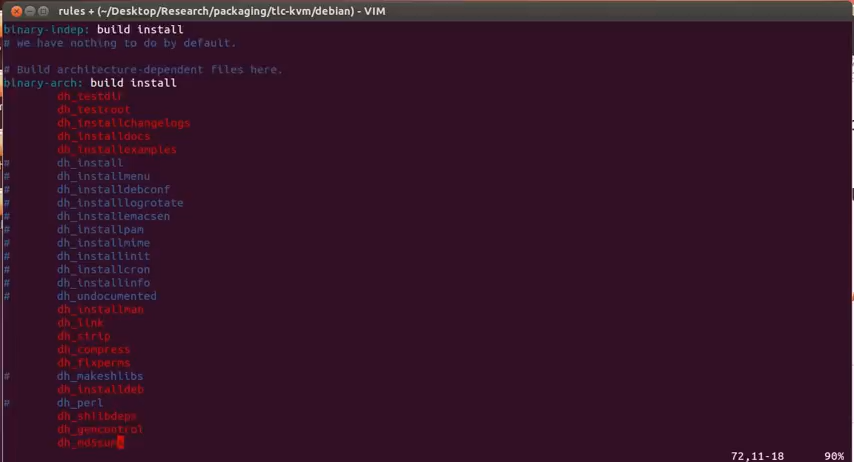 rules + (~/Desktop/Research/packaging/tlc-kvm/debian) - VIM
binary-indep: build install
# We have nothing to do by default.
# Build architecture-dependent files here.
binary-arch: build install
dh_testdir
dh_testroot
dh_installchangelogs
dh_installdocs
dh_installexamples
# dh_install
# dh_installmenu
# dh_installdebconf
# dh_installlogrotate
# dh_installemacsen
# dh_installpam
# dh_installmime
# dh_installinit
# dh_installcron
# dh_installinfo
# dh_undocumented
dh_installman
dh_link
dh_strip
dh_compress
dh_fixperms
# dh_makeshlibs
dh_installdeb
# dh_perl
dh_shlibdeps
dh_gencontrol
dh_md5sums
72,11-18 90%